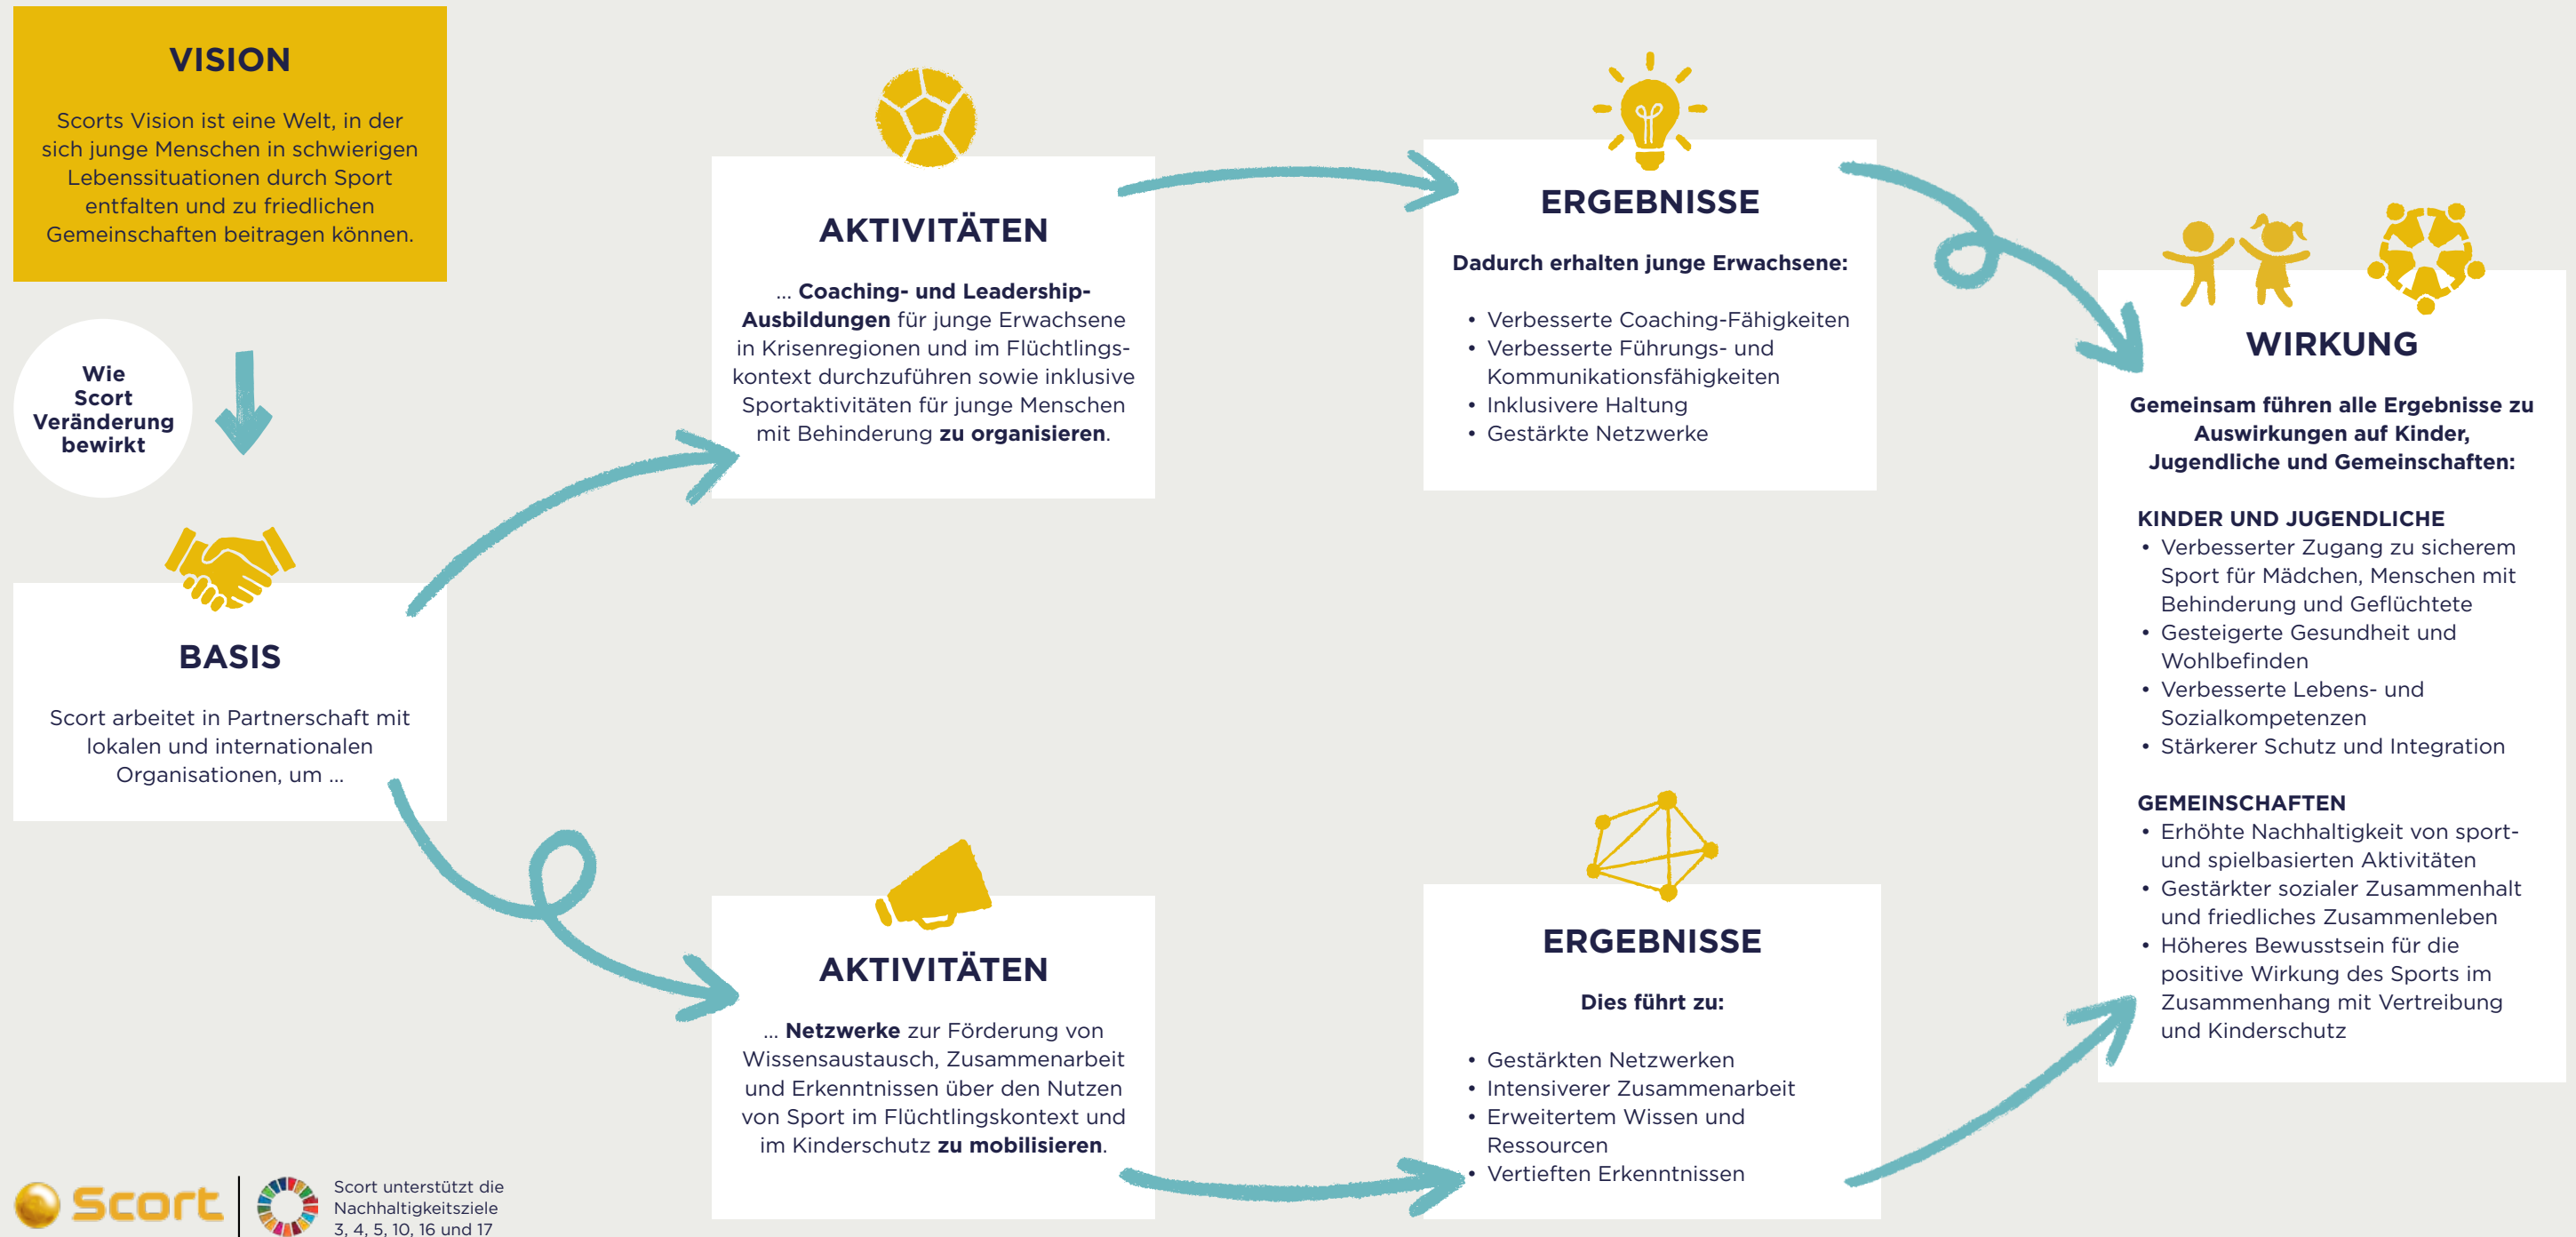 VISION
Scorts Vision ist eine Welt, in der
sich junge Menschen in schwierigen
Lebenssituationen durch Sport
entfalten und zu friedlichen
Gemeinschaften beitragen können.
Wie
Scort
Veränderung
bewirkt
BASIS
Scort arbeitet in Partnerschaft mit
lokalen und internationalen
Organisationen, um ...
AKTIVITÄTEN
... Coaching- und Leadership-
Ausbildungen für junge Erwachsene
in Krisenregionen und im Flüchtlings-
kontext durchzuführen sowie inklusive
Sportaktivitäten für junge Menschen
mit Behinderung zu organisieren.
ERGEBNISSE
Dadurch erhalten junge Erwachsene:
• Verbesserte Coaching-Fähigkeiten
• Verbesserte Führungs- und
Kommunikationsfähigkeiten
• Inklusivere Haltung
• Gestärkte Netzwerke
AKTIVITÄTEN
... Netzwerke zur Förderung von
Wissensaustausch, Zusammenarbeit
und Erkenntnissen über den Nutzen
von Sport im Flüchtlingskontext und
im Kinderschutz zu mobilisieren.
ERGEBNISSE
Dies führt zu:
• Gestärkten Netzwerken
• Intensiverer Zusammenarbeit
• Erweitertem Wissen und
Ressourcen
• Vertieften Erkenntnissen
WIRKUNG
Gemeinsam führen alle Ergebnisse zu
Auswirkungen auf Kinder,
Jugendliche und Gemeinschaften:
KINDER UND JUGENDLICHE
• Verbesserter Zugang zu sicherem
Sport für Mädchen, Menschen mit
Behinderung und Geflüchtete
• Gesteigerte Gesundheit und
Wohlbefinden
• Verbesserte Lebens- und
Sozialkompetenzen
• Stärkerer Schutz und Integration
GEMEINSCHAFTEN
• Erhöhte Nachhaltigkeit von sport-
und spielbasierten Aktivitäten
• Gestärkter sozialer Zusammenhalt
und friedliches Zusammenleben
• Höheres Bewusstsein für die
positive Wirkung des Sports im
Zusammenhang mit Vertreibung
und Kinderschutz
Scort
Scort unterstützt die
Nachhaltigkeitsziele
3, 4, 5, 10, 16 und 17